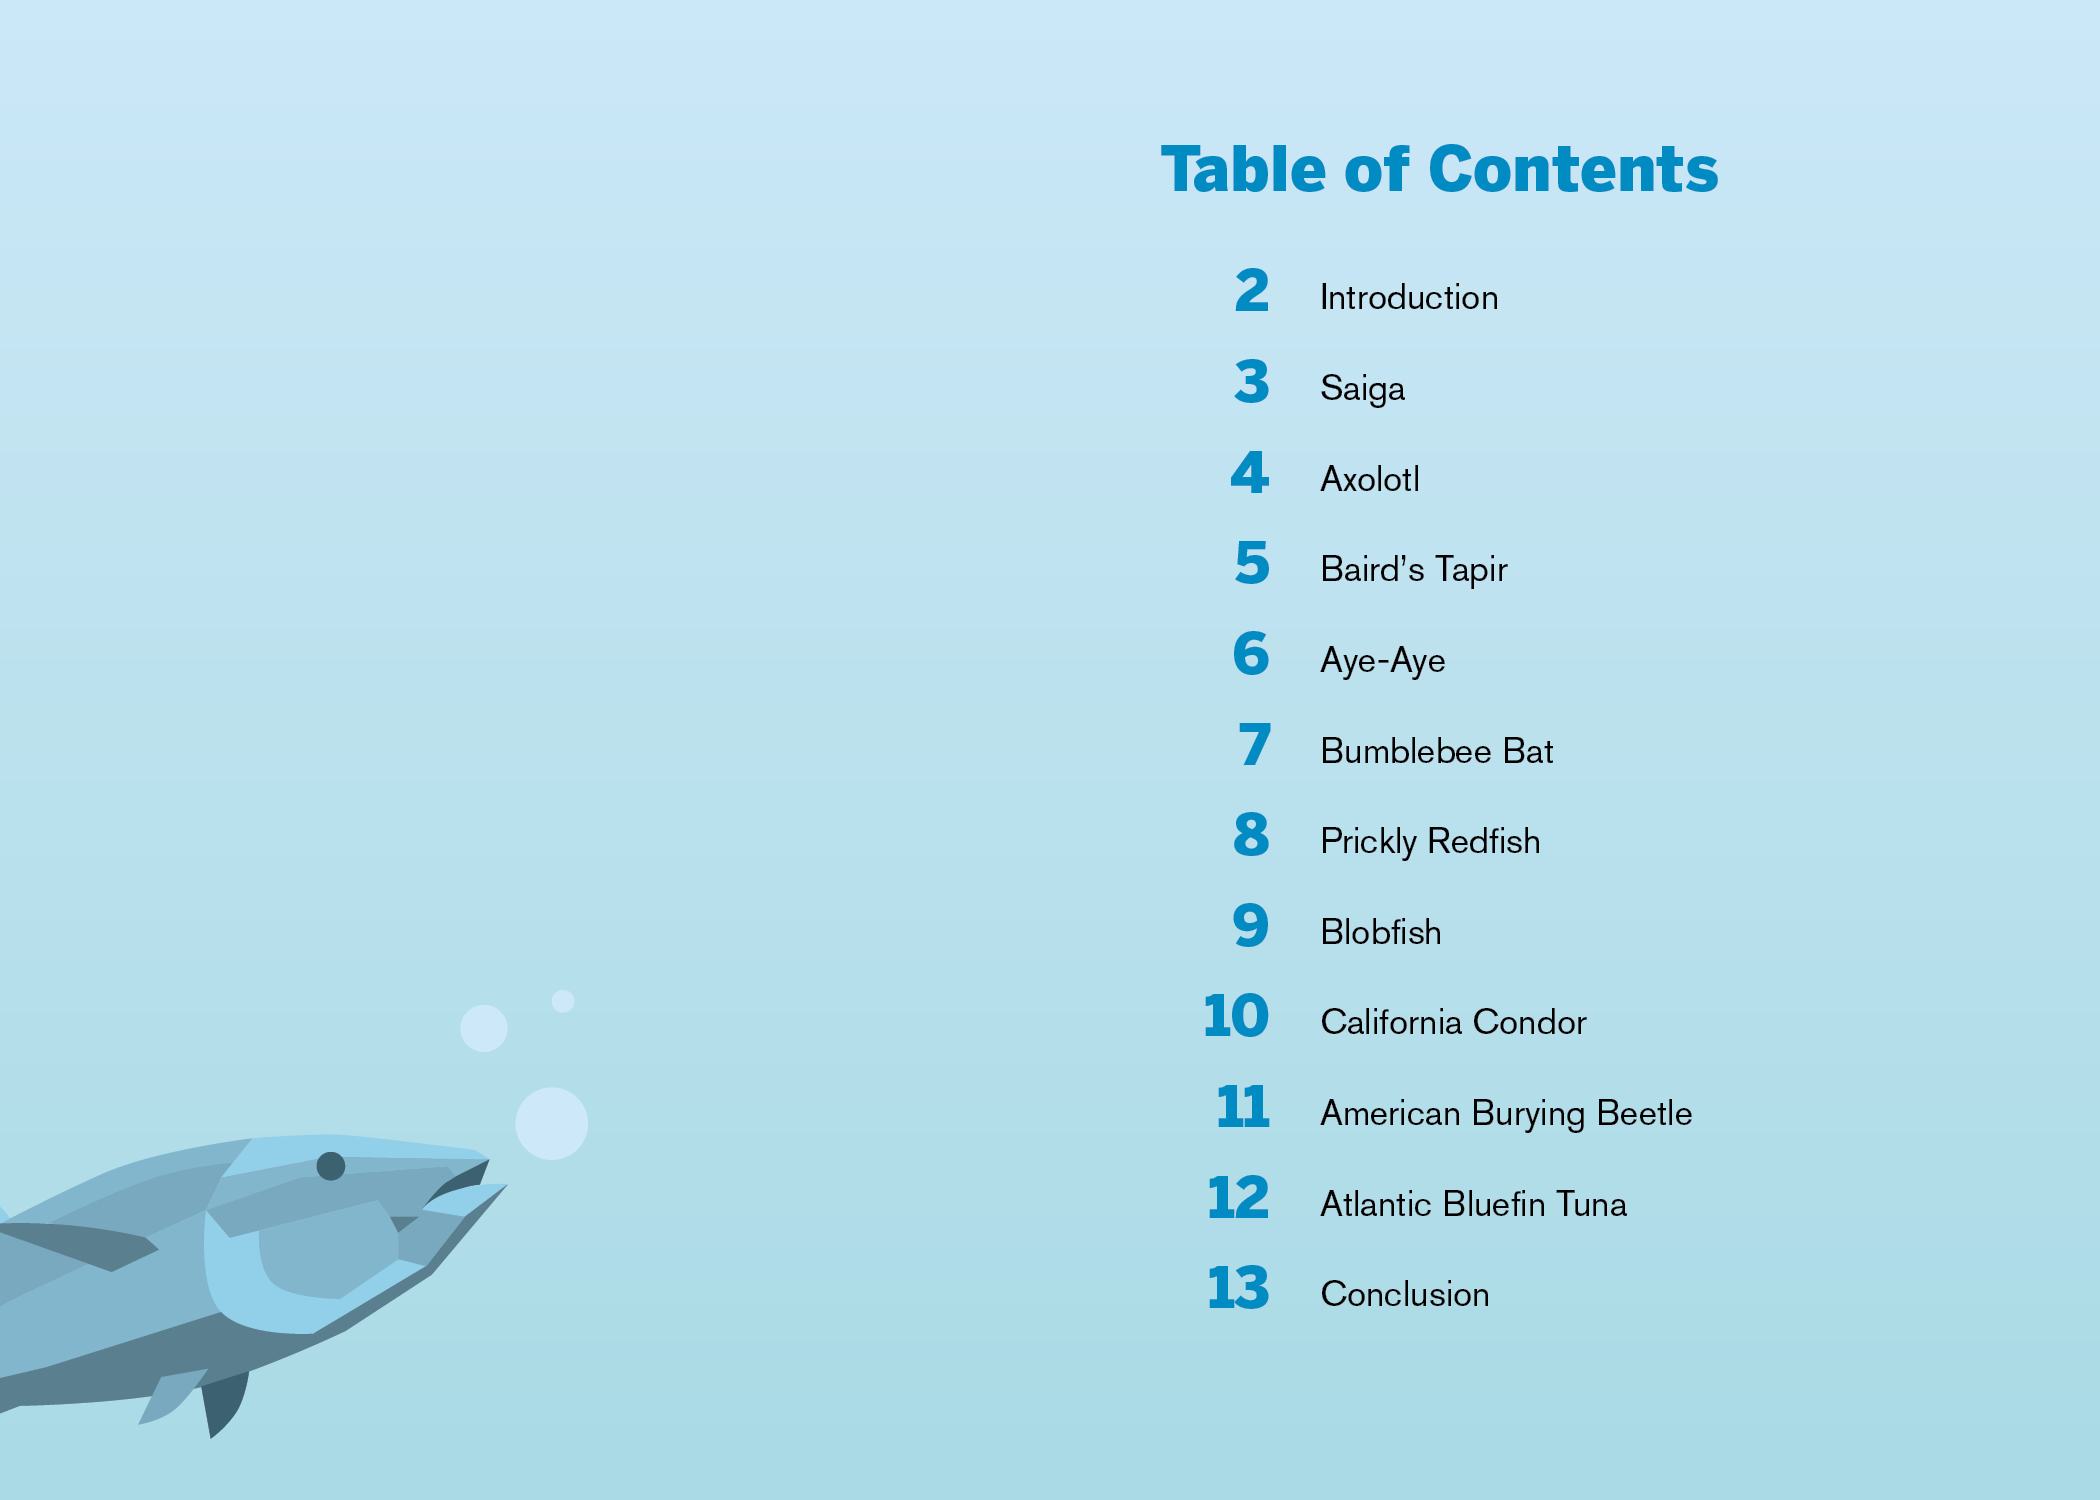 Table of Contents
2 Introduction
3 Saiga
4 Axolotl
5 Baird’s Tapir
6 Aye-Aye
7 Bumblebee Bat
8 Prickly Redfish
9 Blobfish
10 California Condor
11 American Burying Beetle
12 Atlantic Bluefin Tuna
13 Conclusion